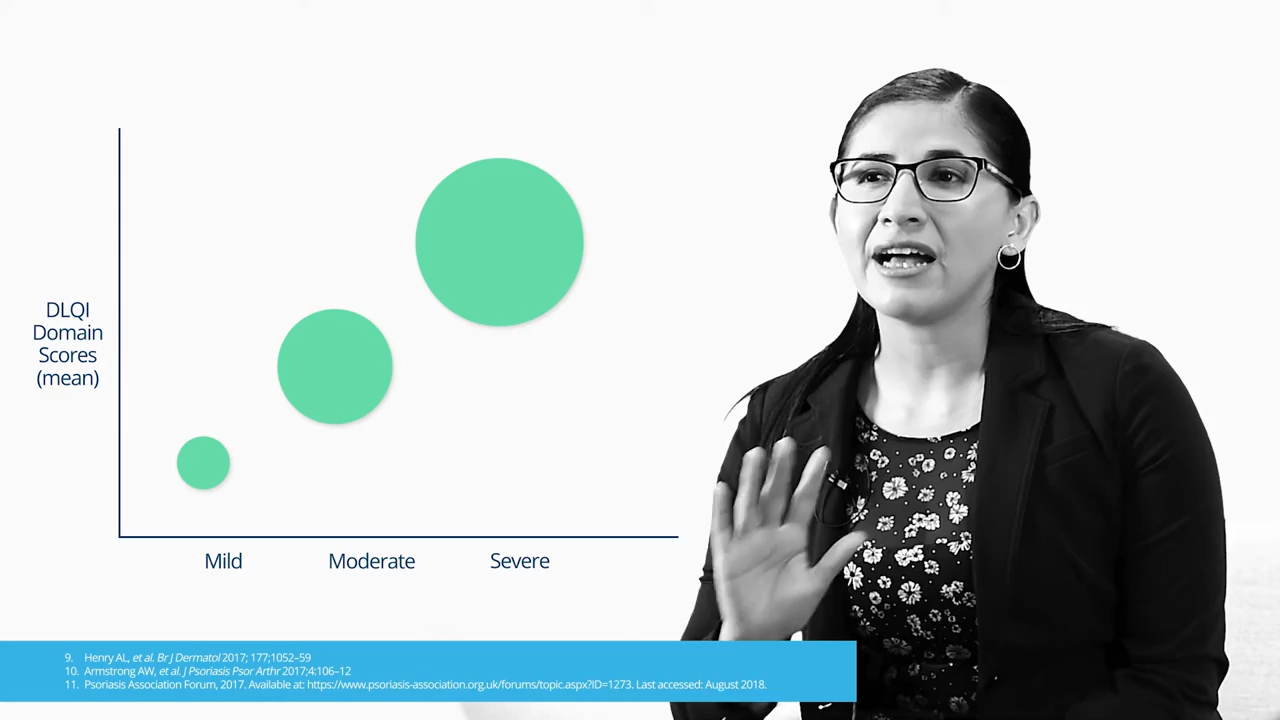 DLQI
Domain
Scores
(mean)
Mild
Moderate
Severe
9. Henry AL, et al. Br J Dermatol 2017; 177;1052–59
10. Armstrong AW, et al. J Psoriasis Psor Arthr 2017;4:106–12
11. Psoriasis Association Forum, 2017. Available at: https://www.psoriasis-association.org.uk/forums/topic.aspx?ID=1273. Last accessed: August 2018.